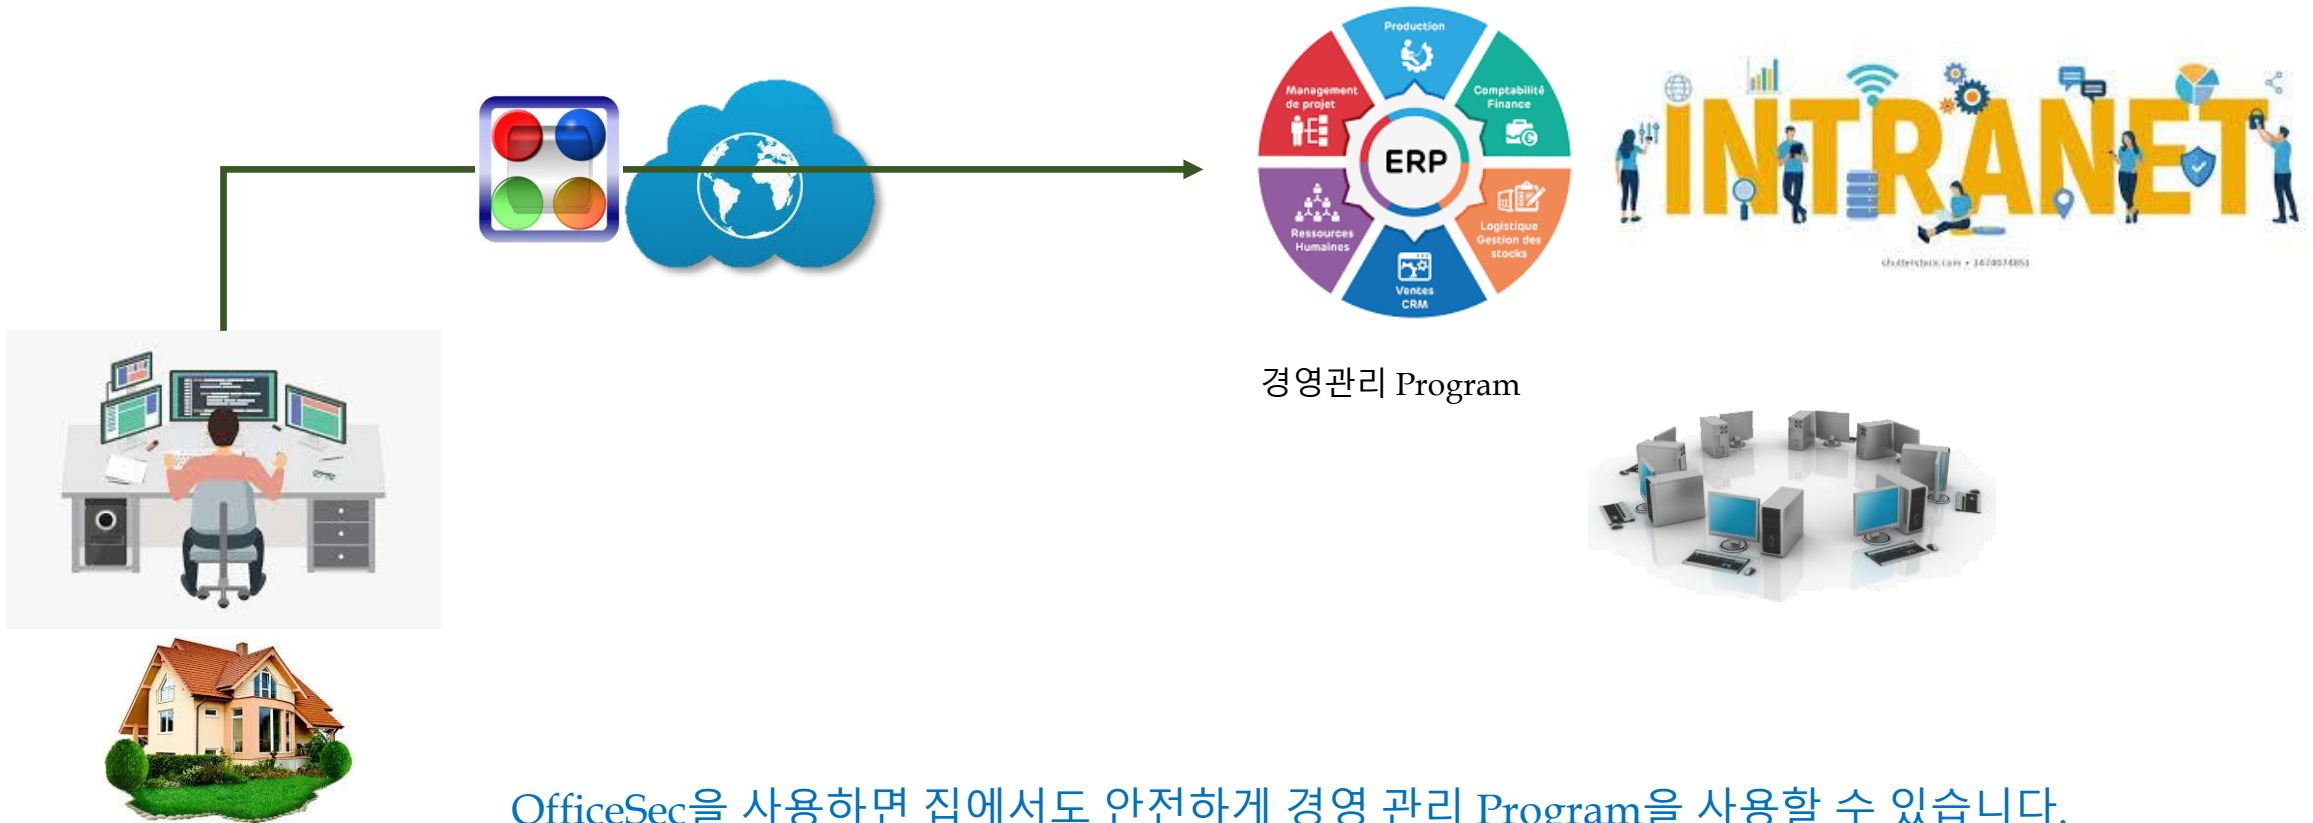 Production
Management
de projet
Comptabilité
Finance
ERP
Ressources
Humaines
Logistique
Gestion des
stocks
Ventes
CRM
INTRANET
shutterstock.com • 1474074851
경영관리 Program
OfficeSec을 사용하면 집에서도 안전하게 경영 관리 Program을 사용할 수 있습니다.